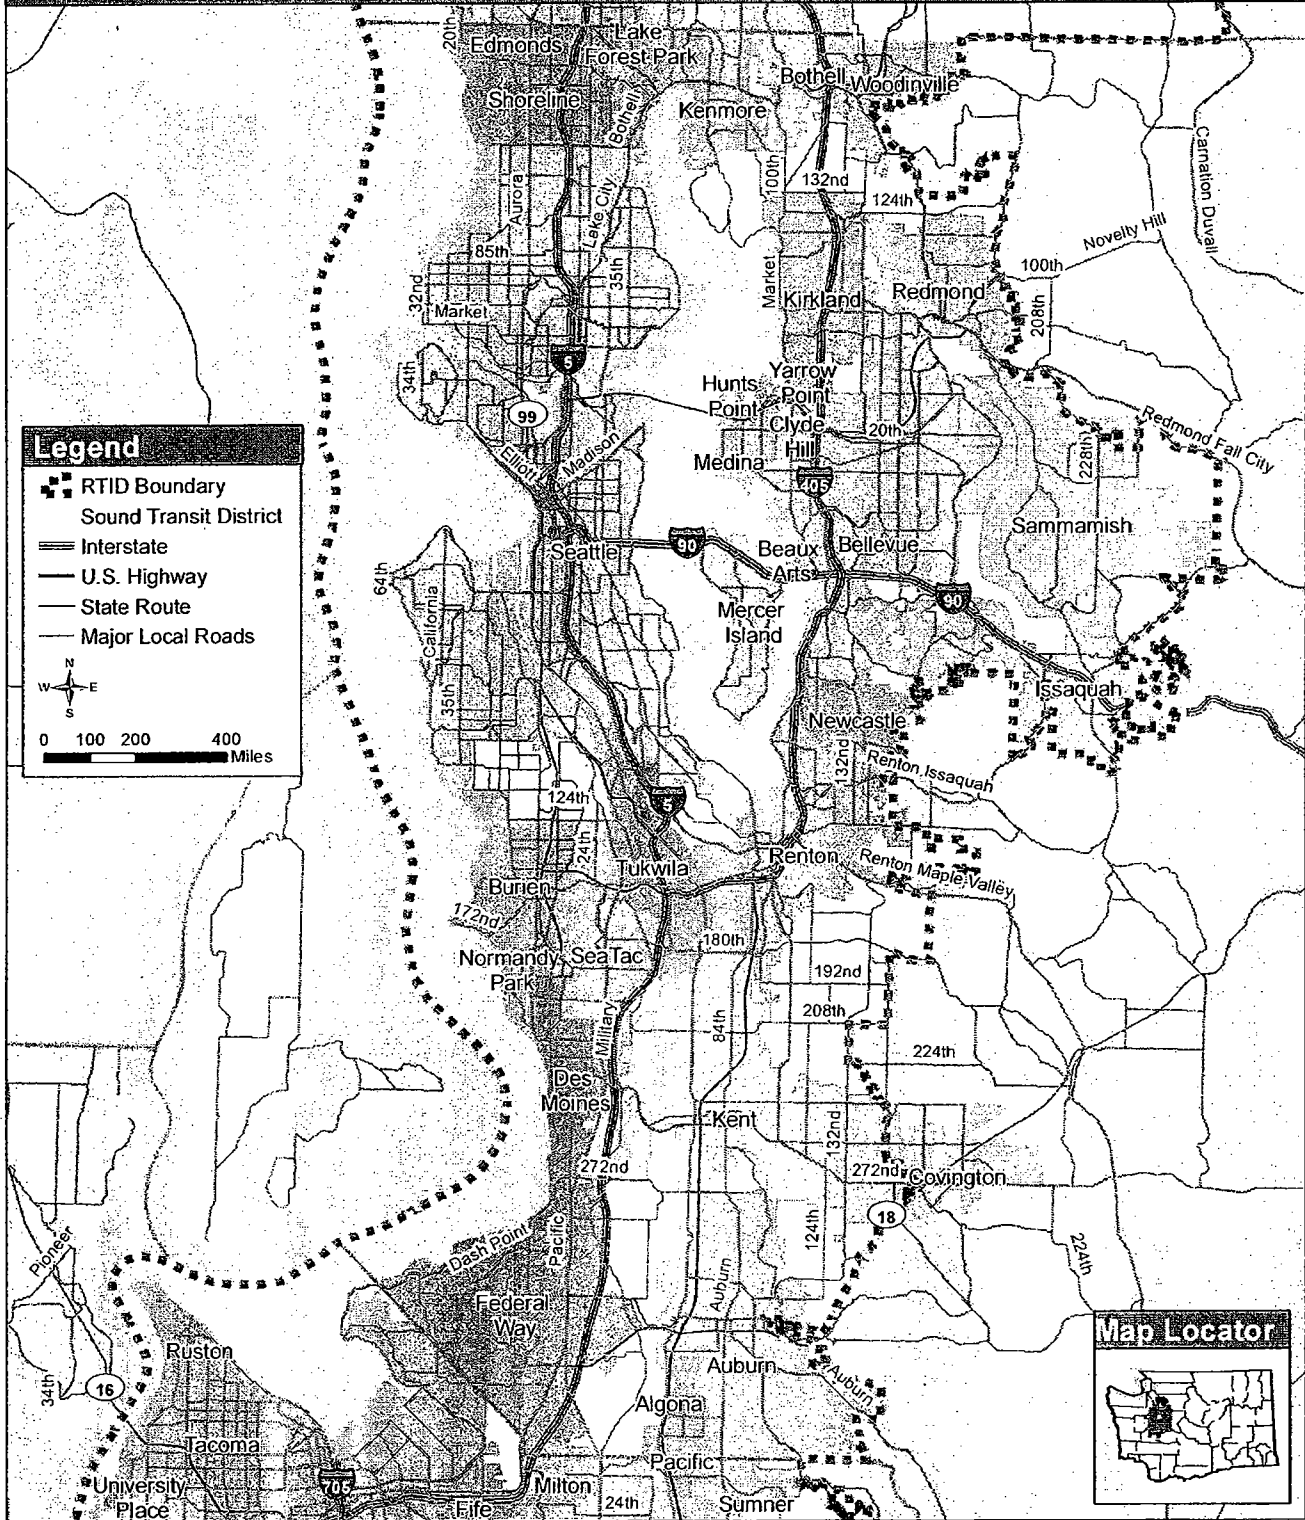 20th
Edmonds
Lake
Forest Park
Bothell
Woodinville
Shoreline
Bothell
Kenmore
Carnation Duvall
Aurora
Lake City
100th
132nd
124th
Novelty Hill
85th
35th
32nd
Market
Market
Kirkland
Redmond
100th
208th
5
34th
99
Hunts
Point
Yarrow
Point
Clyde
Hill
20th
Redmond Fall City
Elliott
Madison
Medina
405
228th
Legend
RTID Boundary
Sound Transit District
Interstate
U.S. Highway
State Route
Major Local Roads
N
W E
S
0 100 200 400
Miles
Sammamish
Seattle
90
Beaux
Arts
Bellevue
90
64th
California
Mercer
Island
35th
Issaquah
Newcastle
132nd
Renton Issaquah
124th
5
24th
Tukwila
Renton
Renton Maple Valley
Burien
172nd
Normandy
Park
SeaTac
180th
192nd
208th
84th
Military
224th
Des
Moines
Kent
132nd
272nd
272nd
Covington
18
Pioneer
Dash Point
Pacific
124th
224th
Auburn
Federal
Way
Map Locator
Ruston
Auburn
Auburn
34th
16
Algona
Tacoma
Pacific
University
Place
705
Fife
Milton
24th
Sumner